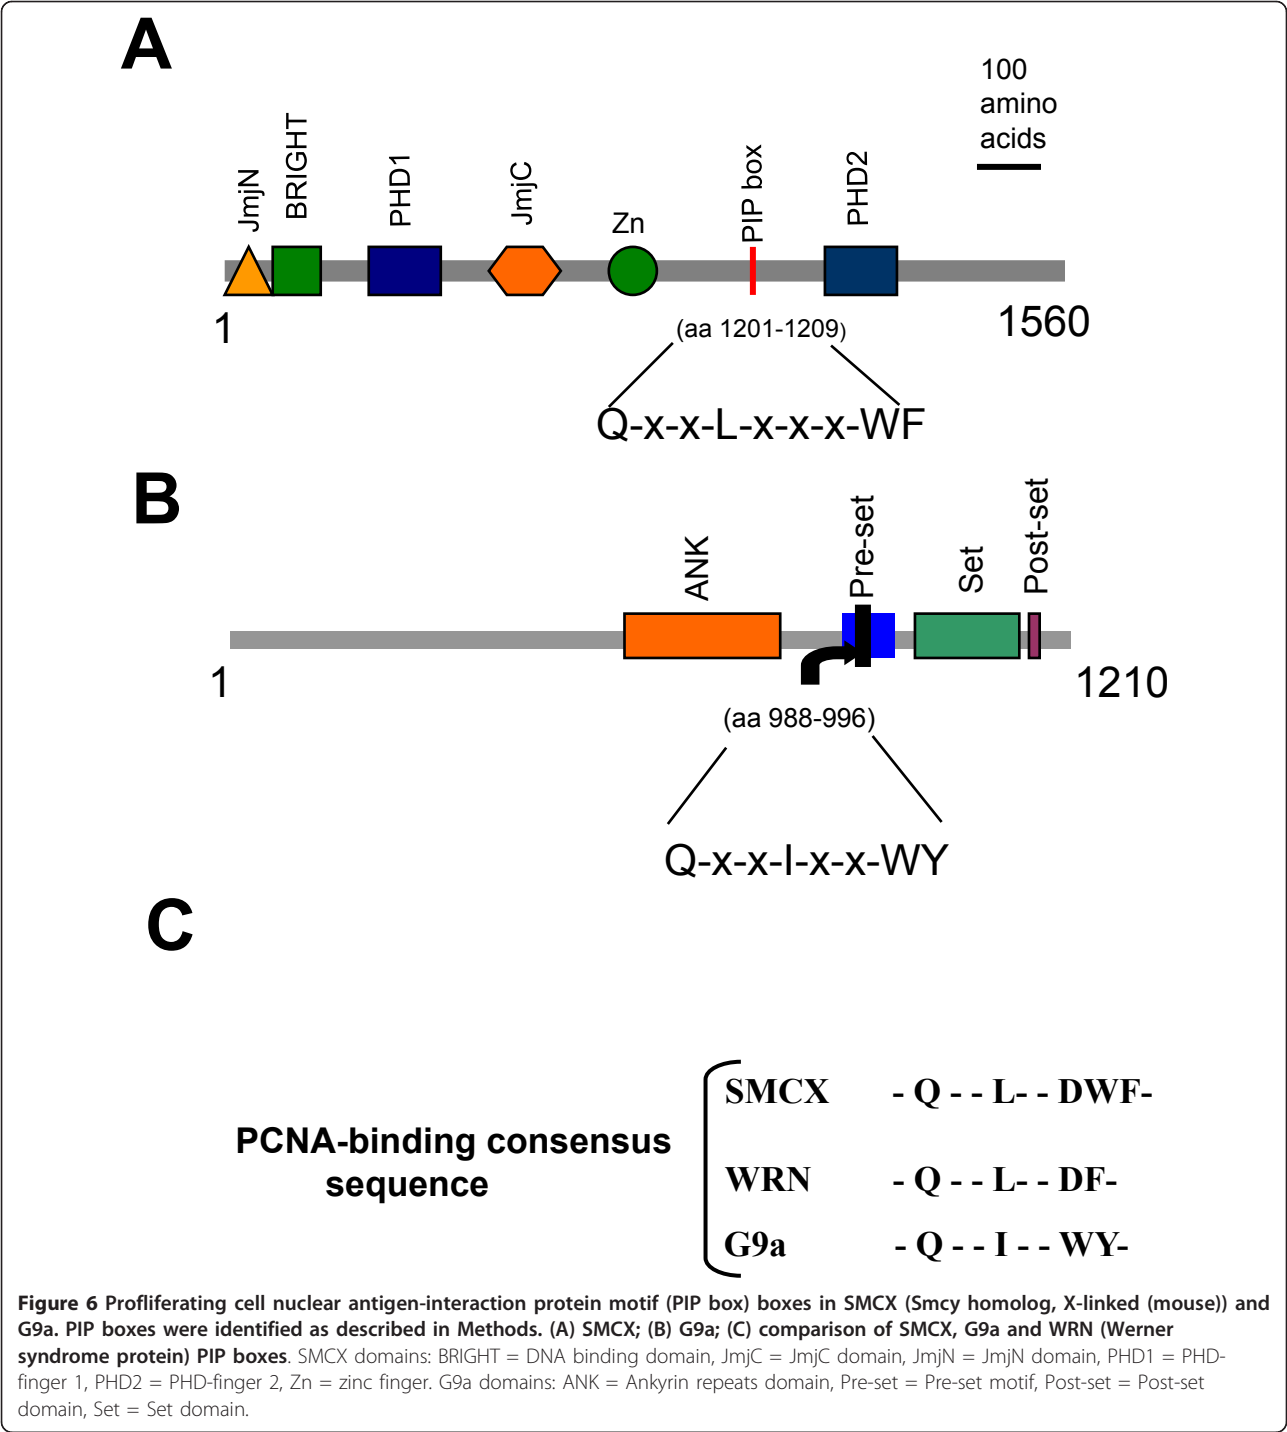 A
100
amino
acids
JmjN
BRIGHT
PHD1
JmjC
Zn
PIP box
PHD2
1
(aa 1201-1209)
1560
Q-x-x-L-x-x-x-WF
B
ANK
Pre-set
Set
Post-set
1
1210
(aa 988-996)
Q-x-x-I-x-x-WY
C
PCNA-binding consensus
sequence
SMCX - Q - - L- - DWF-
WRN - Q - - L- - DF-
G9a - Q - - I - - WY-
Figure 6 Profliferating cell nuclear antigen-interaction protein motif (PIP box) boxes in SMCX (Smcy homolog, X-linked (mouse)) and
G9a. PIP boxes were identified as described in Methods. (A) SMCX; (B) G9a; (C) comparison of SMCX, G9a and WRN (Werner
syndrome protein) PIP boxes. SMCX domains: BRIGHT = DNA binding domain, JmjC = JmjC domain, JmjN = JmjN domain, PHD1 = PHD-
finger 1, PHD2 = PHD-finger 2, Zn = zinc finger. G9a domains: ANK = Ankyrin repeats domain, Pre-set = Pre-set motif, Post-set = Post-set
domain, Set = Set domain.